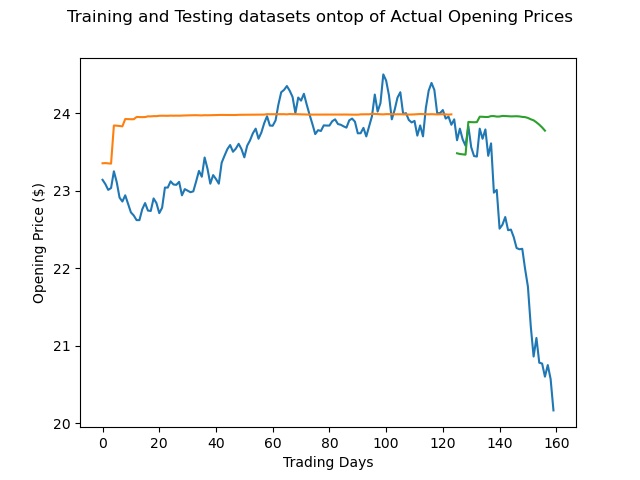 Training and Testing datasets ontop of Actual Opening Prices
Opening Price ($)
24
23
22
21
20
0 20 40 60 80 100 120 140 160
Trading Days